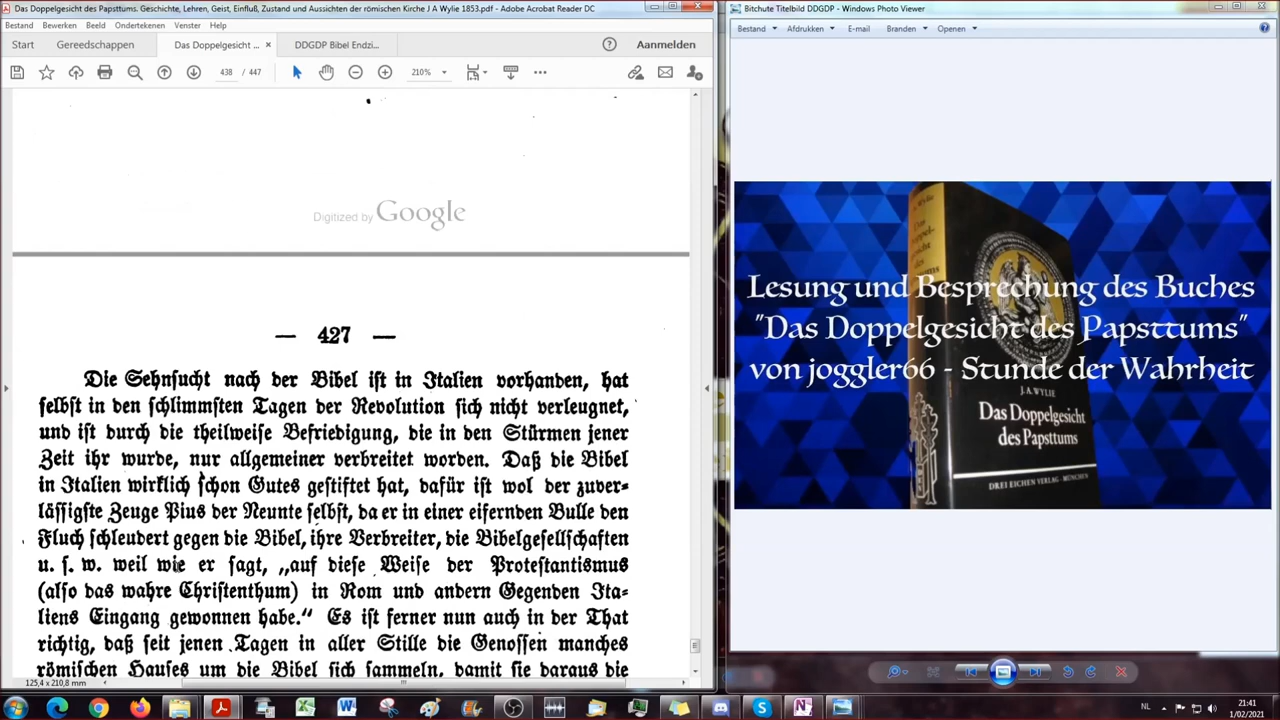 Das Doppelgesicht des Papsttums. Geschichte, Lehren, Geist, Einfluß, Zustand und Aussichten der römischen Kirche J A Wylie 1853.pdf - Adobe Acrobat Reader DC
Bestand Bewerken Beeld Ondertekenen Venster Help
Start Gereedschappen Das Doppelgesicht ... × DDGDP Bibel Endzi... Aanmelden
438 / 447 210%
Digitized by Google
— 427 —
Die Sehnsucht nach der Bibel ist in Italien vorhanden, hat
selbst in den schlimmsten Tagen der Revolution sich nicht verleugnet,
und ist durch die theilweise Befriedigung, die in den Stürmen jener
Zeit ihr wurde, nur allgemeiner verbreitet worden. Daß die Bibel
in Italien wirklich schon Gutes gestiftet hat, dafür ist wol der zuver-
lässigste Zeuge Pius der Neunte selbst, da er in einer eifernden Bulle den
Fluch schleudert gegen die Bibel, ihre Verbreiter, die Bibelgesellschaften
u. s. w. weil wie er sagt, „auf diese Weise der Protestantismus
(also das wahre Christenthum) in Rom und andern Gegenden Ita-
liens Eingang gewonnen habe.“ Es ist ferner nun auch in der That
richtig, daß seit jenen Tagen in aller Stille die Genossen manches
römischen Hauses um die Bibel sich sammeln, damit sie daraus die
125,4 x 210,8 mm
Bitchute Titelbild DDGDP - Windows Photo Viewer
Bestand Afdrukken E-mail Branden Openen
Lesung und Besprechung des Buches
"Das Doppelgesicht des Papsttums"
von joggler66 - Stunde der Wahrheit
J. A. WYLIE
Das Doppelgesicht
des Papsttums
DREI EICHEN VERLAG · MÜNCHEN
NL
21:41
1/02/2021